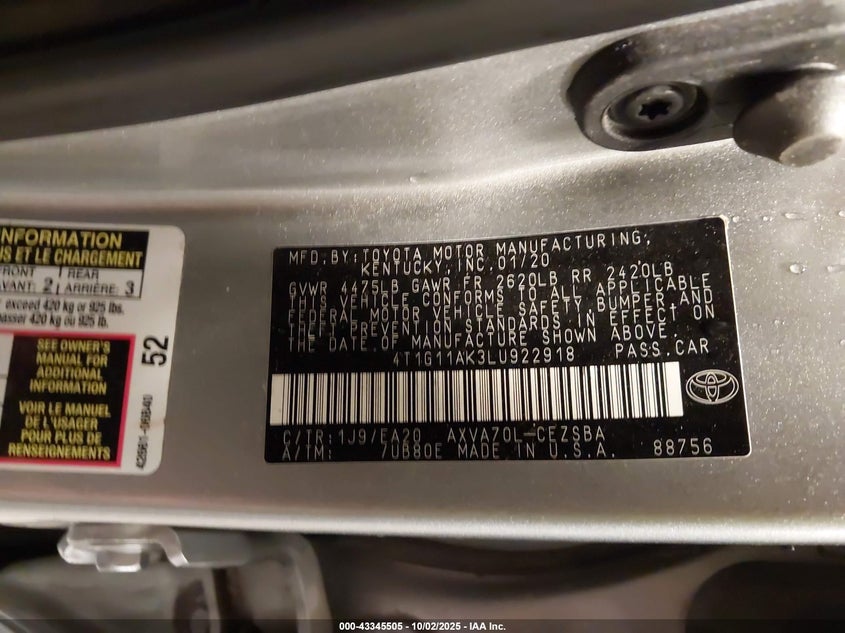 NFORMATION
US ET LE CHARGEMENT
FRONT
AVANT: 2
REAR
ARRIÈRE: 3
exceed 420 kg or 925 lbs.
passer 420 kg ou 925 lb.
SEE OWNER'S
MANUAL FOR
ADDITIONAL
INFORMATION
VOIR LE MANUEL
DE L'USAGER
POUR PLUS DE
RENSEIGNEMENTS
52
MFD. BY: TOYOTA MOTOR MANUFACTURING,
KENTUCKY, INC. 01/20
GVWR 4475LB GAWR FR 2620LB RR 2420LB
THIS VEHICLE CONFORMS TO ALL APPLICABLE
FEDERAL MOTOR VEHICLE SAFETY, BUMPER, AND
THEFT PREVENTION STANDARDS IN EFFECT ON
THE DATE OF MANUFACTURE SHOWN ABOVE.
4T1G11AK3LU922918 PASS. CAR
C/TR: 1J9/EA20 AXVA70L-CEZSBA
A/TM: 7UB80E MADE IN U.S.A. 88756
000-43345505 - 10/02/2025 - IAA Inc.